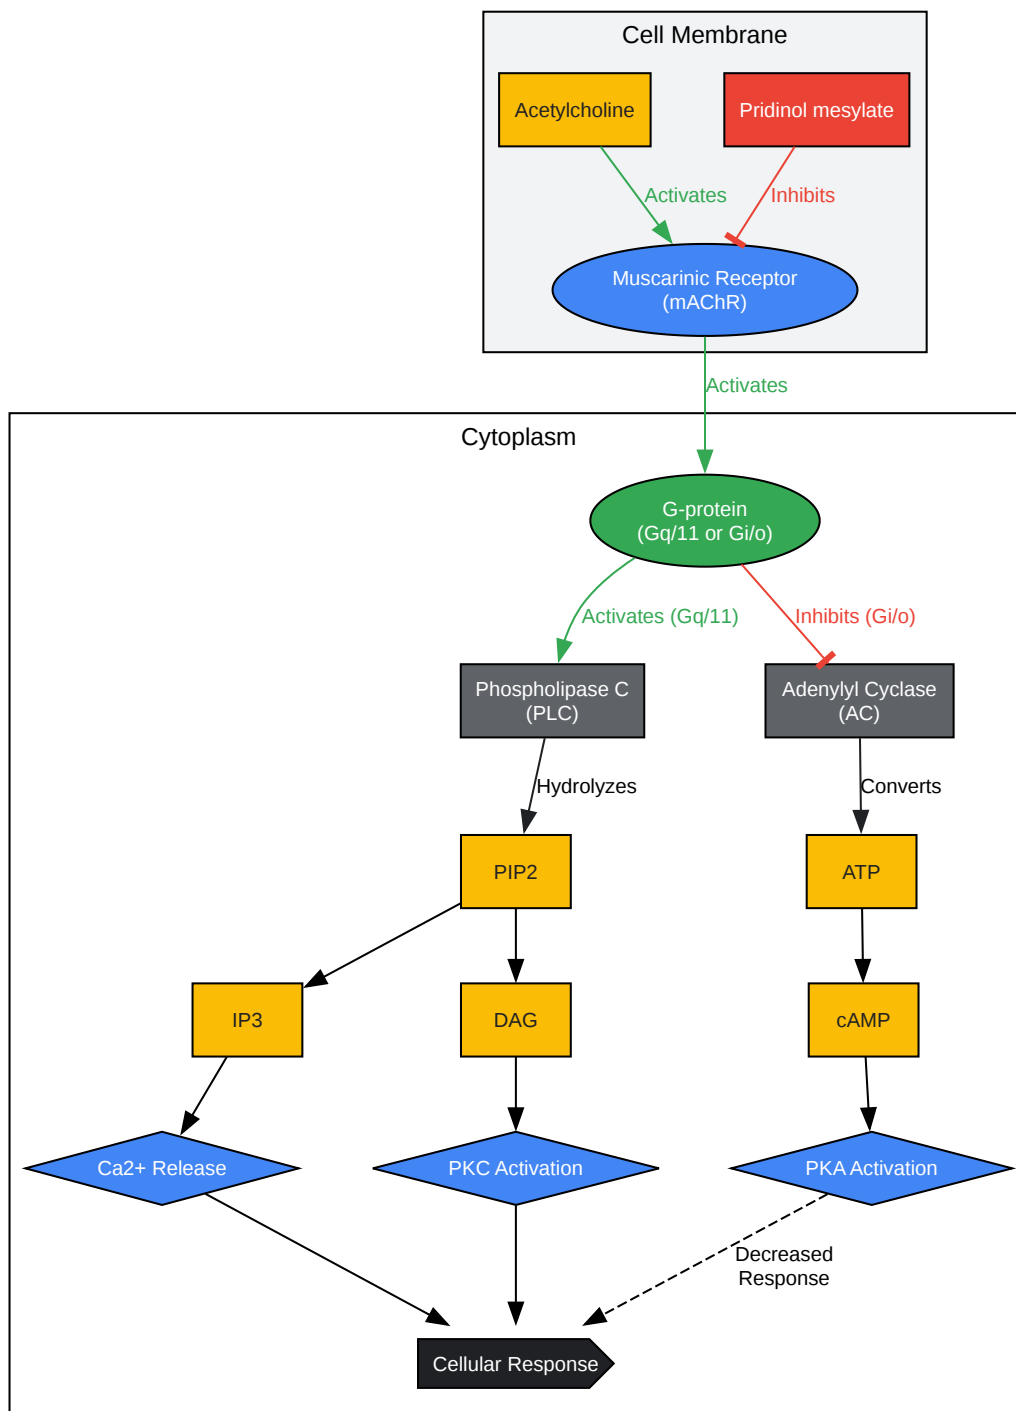 Cell Membrane
Acetylcholine
Pridinol mesylate
Activates
Inhibits
Muscarinic Receptor
(mAChR)
Activates
Cytoplasm
G-protein
(Gq/11 or Gi/o)
Activates (Gq/11)
Inhibits (Gi/o)
Phospholipase C
(PLC)
Adenylyl Cyclase
(AC)
Hydrolyzes
Converts
PIP2
ATP
IP3
DAG
cAMP
Ca2+ Release
PKC Activation
PKA Activation
Decreased
Response
Cellular Response